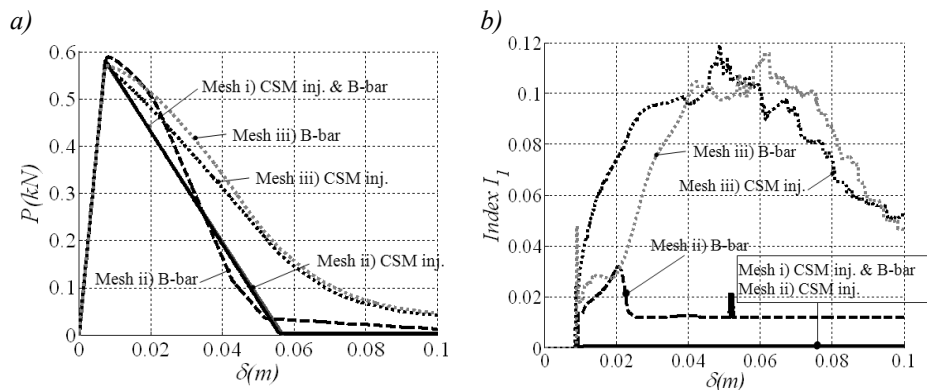 a)
P(kN)
0.6
0.5
0.4
0.3
0.2
0.1
0
Mesh i) CSM inj. & B-bar
Mesh iii) B-bar
Mesh iii) CSM inj.
Mesh ii) CSM inj.
Mesh ii) B-bar
0 0.02 0.04 0.06 0.08 0.1
δ(m)
b)
Index I1
0.12
0.1
0.08
0.06
0.04
0.02
0
Mesh iii) B-bar
Mesh iii) CSM inj.
Mesh ii) B-bar
Mesh i) CSM inj. & B-bar
Mesh ii) CSM inj.
0 0.02 0.04 0.06 0.08 0.1
δ(m)